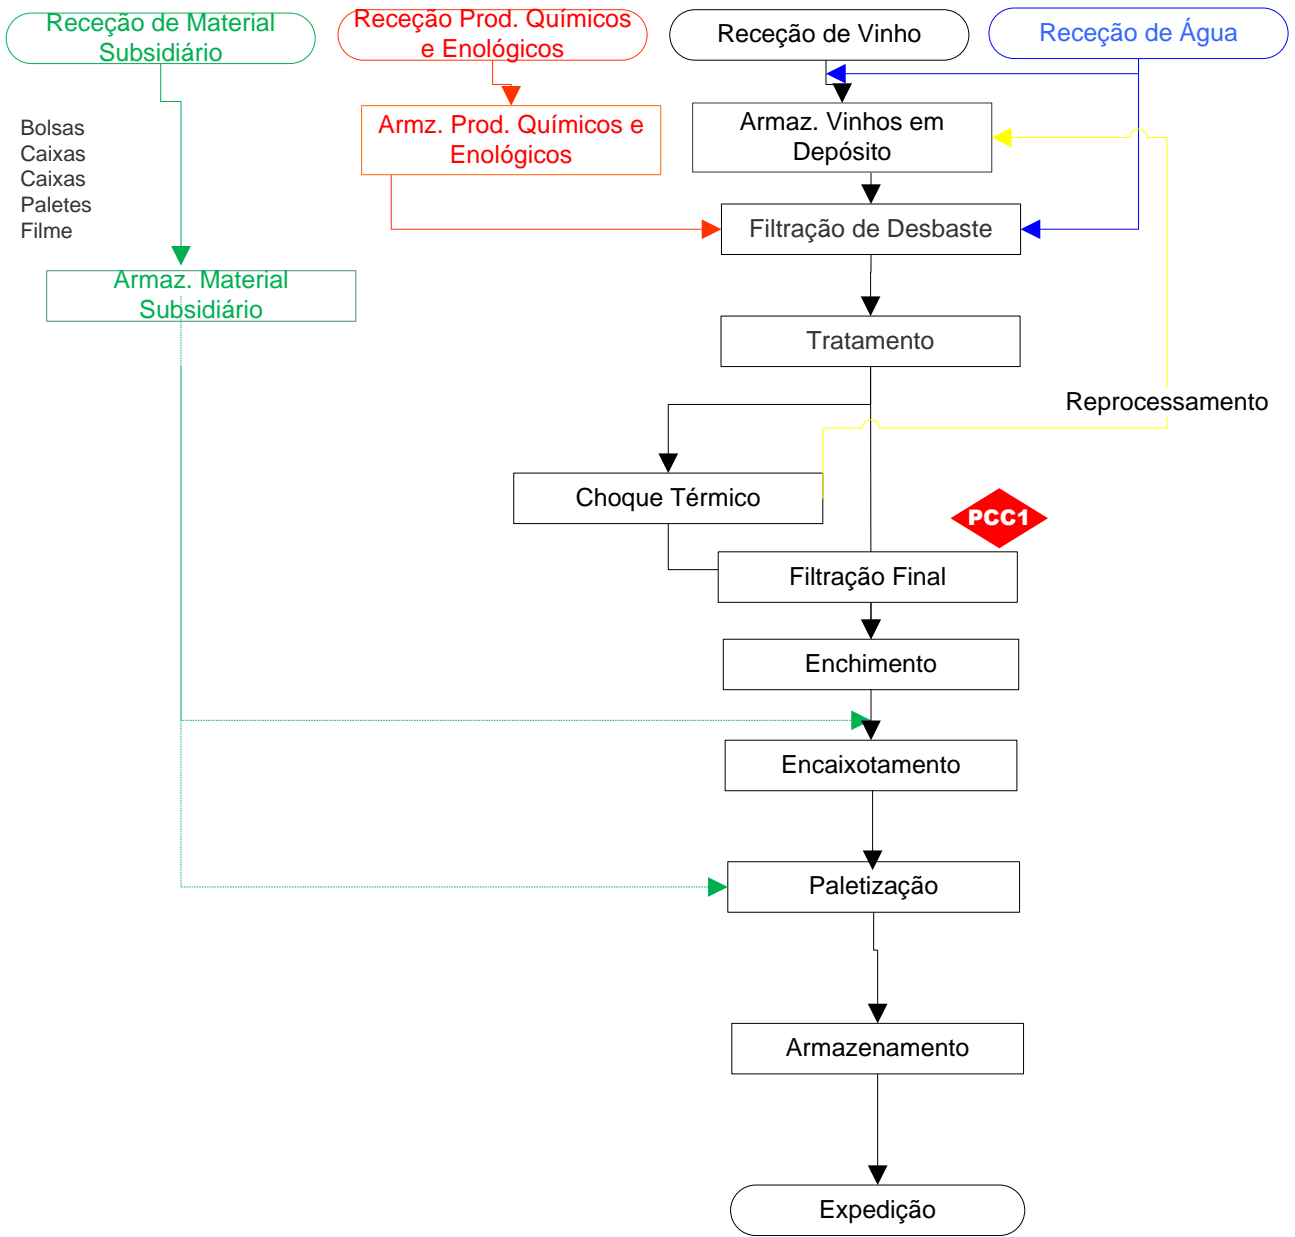 Receção de Material
Subsidiário
Receção Prod. Químicos
e Enológicos
Receção de Vinho
Receção de Água
Bolsas
Caixas
Caixas
Paletes
Filme
Armz. Prod. Químicos e
Enológicos
Armaz. Vinhos em
Depósito
Filtração de Desbaste
Armaz. Material
Subsidiário
Tratamento
Reprocessamento
Choque Térmico
PCC1
Filtração Final
Enchimento
Encaixotamento
Paletização
Armazenamento
Expedição